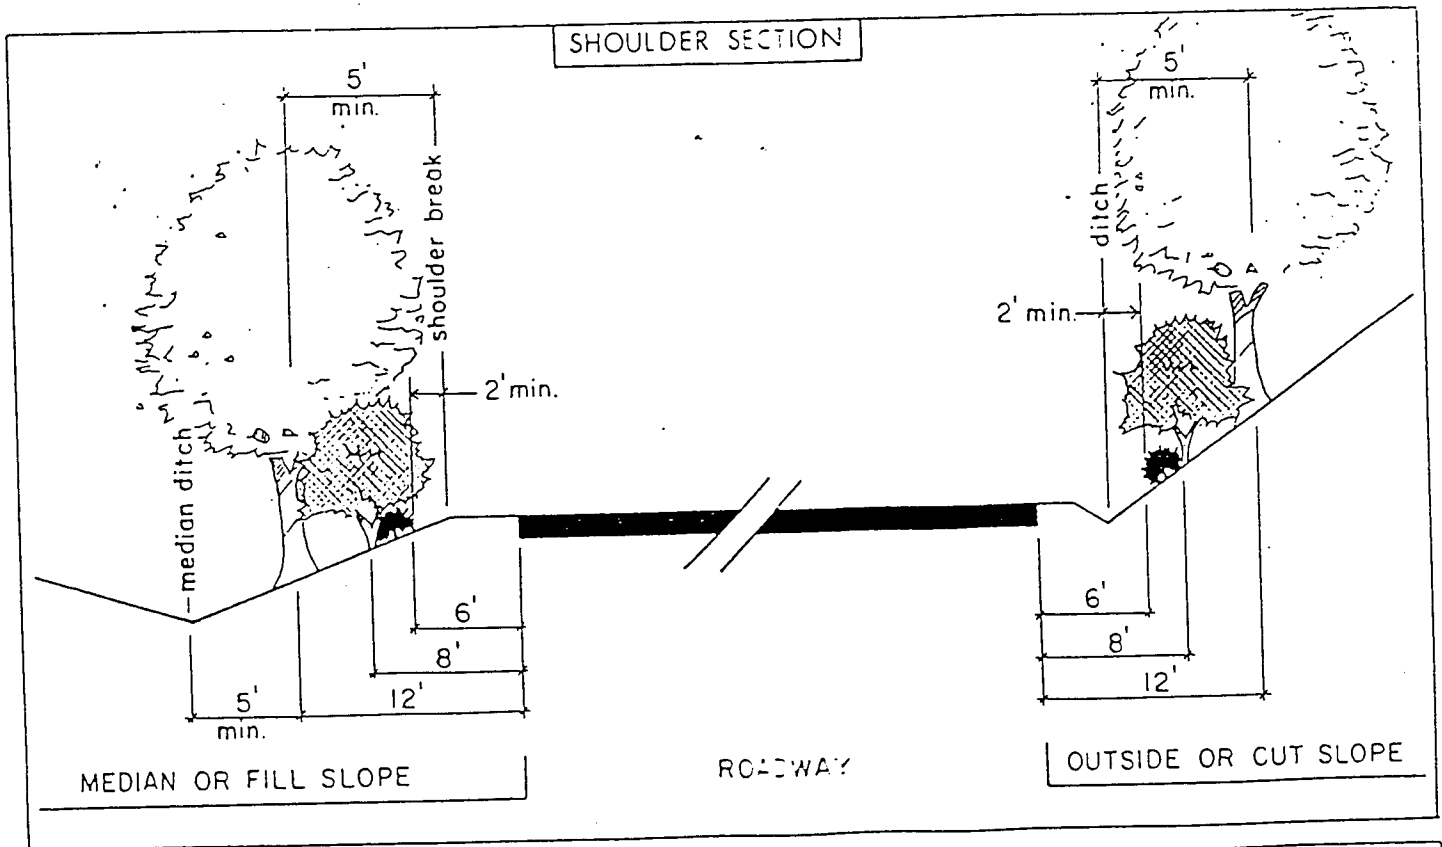 SHOULDER SECTION
5'
min.
5'
min.
shoulder break
ditch
2' min.
2' min.
median ditch
6'
8'
12'
5'
min.
6'
8'
12'
MEDIAN OR FILL SLOPE
ROADWAY
OUTSIDE OR CUT SLOPE